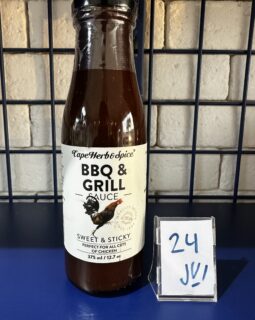 Cape Herb & Spice
BBQ &
GRILL
SAUCE
SWEET & STICKY
PERFECT FOR ALL CUTS
OF CHICKEN
375 ml / 12.7 oz
24